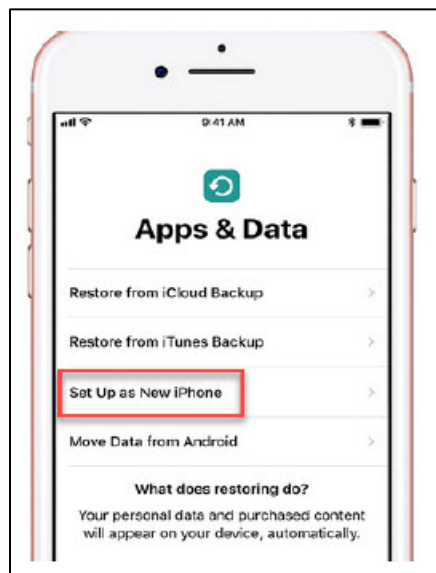 9:41 AM
Apps & Data
Restore from iCloud Backup
Restore from iTunes Backup
Set Up as New iPhone
Move Data from Android
What does restoring do?
Your personal data and purchased content
will appear on your device, automatically.